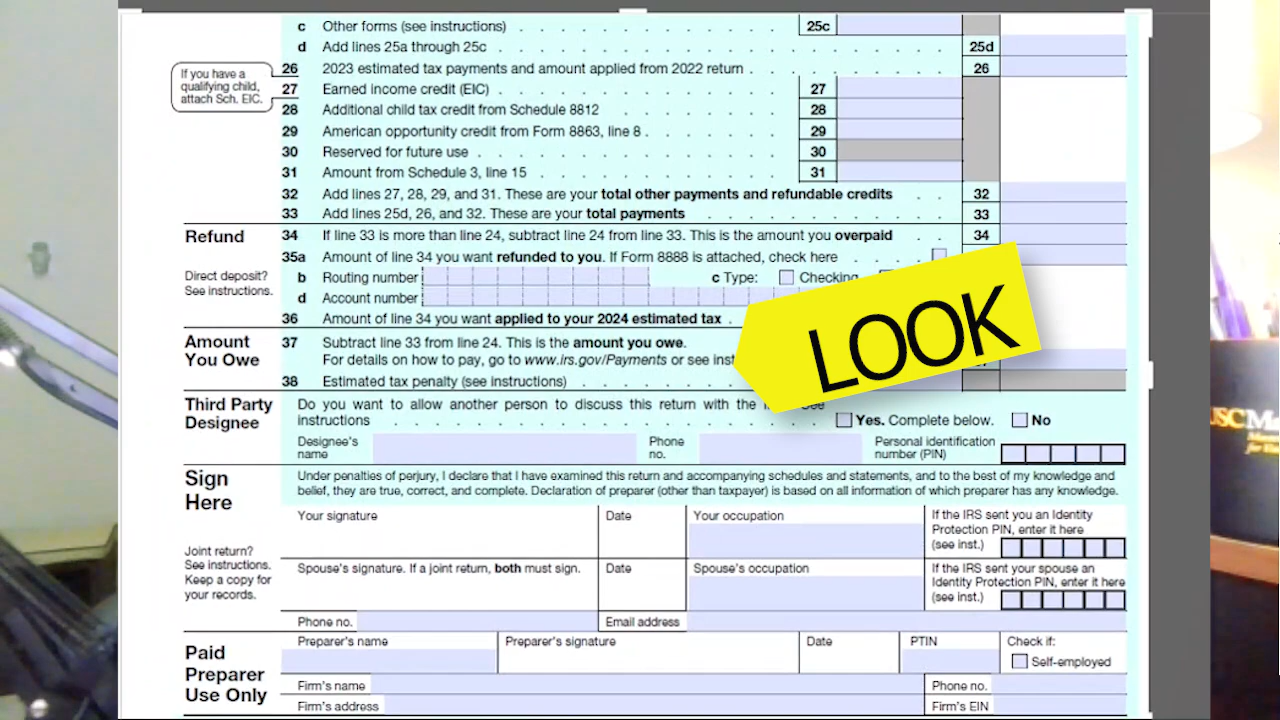 c Other forms (see instructions) . . . . . . . . . . . . . 25c
d Add lines 25a through 25c . . . . . . . . . . . . . . . . . 25d
If you have a
qualifying child,
attach Sch. EIC.
26 2023 estimated tax payments and amount applied from 2022 return . . . . . . . . . . 26
27 Earned income credit (EIC) . . . . . . . . . . . . . . 27
28 Additional child tax credit from Schedule 8812 . . . . . . . . 28
29 American opportunity credit from Form 8863, line 8 . . . . . . . 29
30 Reserved for future use . . . . . . . . . . . . . . . 30
31 Amount from Schedule 3, line 15 . . . . . . . . . . . . 31
32 Add lines 27, 28, 29, and 31. These are your total other payments and refundable credits . . 32
33 Add lines 25d, 26, and 32. These are your total payments . . . . . . . . . . . . 33
Refund
34 If line 33 is more than line 24, subtract line 24 from line 33. This is the amount you overpaid . . 34
35a Amount of line 34 you want refunded to you. If Form 8888 is attached, check here . . . .
Direct deposit?
See instructions.
b Routing number c Type: Checking
d Account number
36 Amount of line 34 you want applied to your 2024 estimated tax .
LOOK
Amount
You Owe
37 Subtract line 33 from line 24. This is the amount you owe.
For details on how to pay, go to www.irs.gov/Payments or see
38 Estimated tax penalty (see instructions) . . . . . . . .
Third Party
Designee
Do you want to allow another person to discuss this return with the See
instructions . . . . . . . . . . . . . . . . . . . . . Yes. Complete below. No
Designee's
name
Phone
no.
Personal identification
number (PIN)
Sign
Here
Under penalties of perjury, I declare that I have examined this return and accompanying schedules and statements, and to the best of my knowledge and
belief, they are true, correct, and complete. Declaration of preparer (other than taxpayer) is based on all information of which preparer has any knowledge.
Joint return?
See instructions.
Keep a copy for
your records.
Your signature Date Your occupation
If the IRS sent you an Identity
Protection PIN, enter it here
(see inst.)
Spouse's signature. If a joint return, both must sign. Date Spouse's occupation
If the IRS sent your spouse an
Identity Protection PIN, enter it here
(see inst.)
Phone no. Email address
Paid
Preparer
Use Only
Preparer's name Preparer's signature Date PTIN Check if:
Self-employed
Firm's name Phone no.
Firm's address Firm's EIN